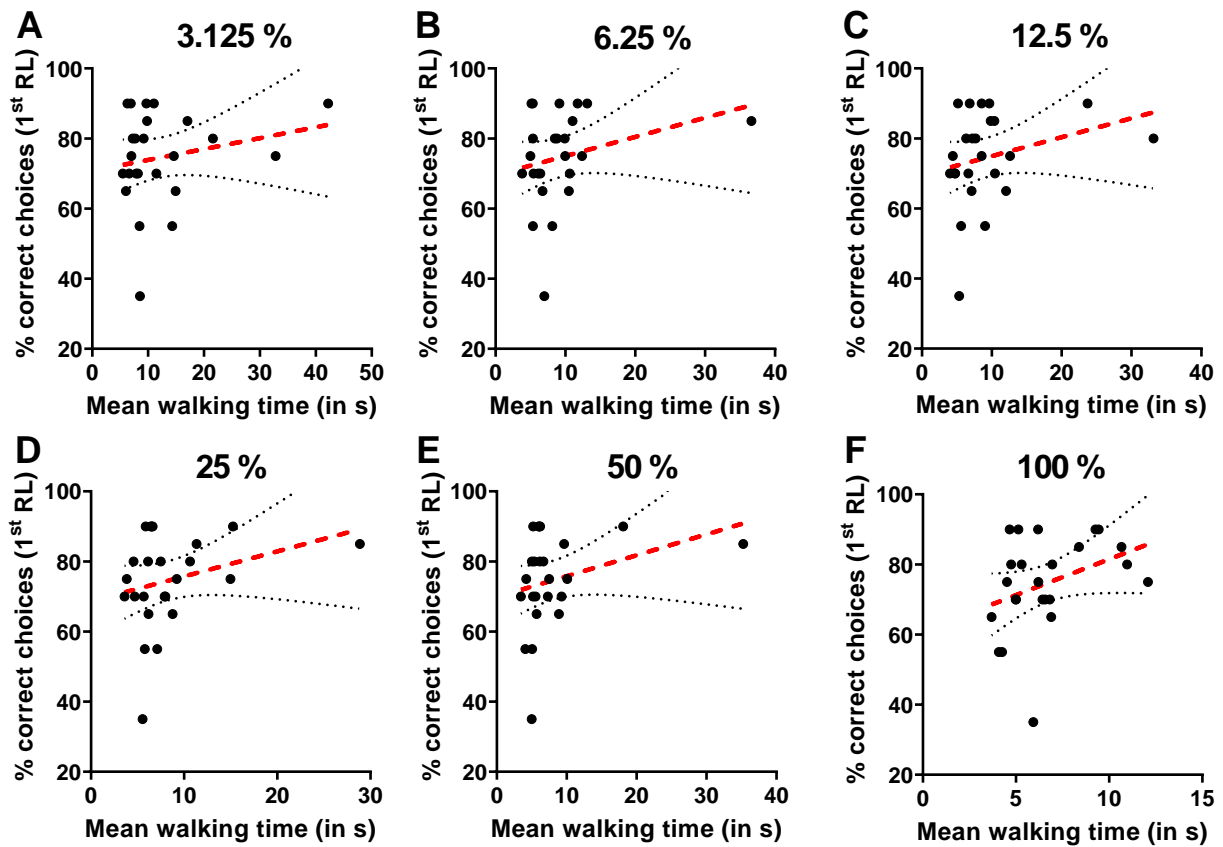 A
3.125 %
% correct choices (1st RL)
100
80
60
40
20
0 10 20 30 40 50
Mean walking time (in s)
B
6.25 %
% correct choices (1st RL)
100
80
60
40
20
0 10 20 30 40
Mean walking time (in s)
C
12.5 %
% correct choices (1st RL)
100
80
60
40
20
0 10 20 30 40
Mean walking time (in s)
D
25 %
% correct choices (1st RL)
100
80
60
40
20
0 10 20 30
Mean walking time (in s)
E
50 %
% correct choices (1st RL)
100
80
60
40
20
0 10 20 30 40
Mean walking time (in s)
F
100 %
% correct choices (1st RL)
100
80
60
40
20
0 5 10 15
Mean walking time (in s)